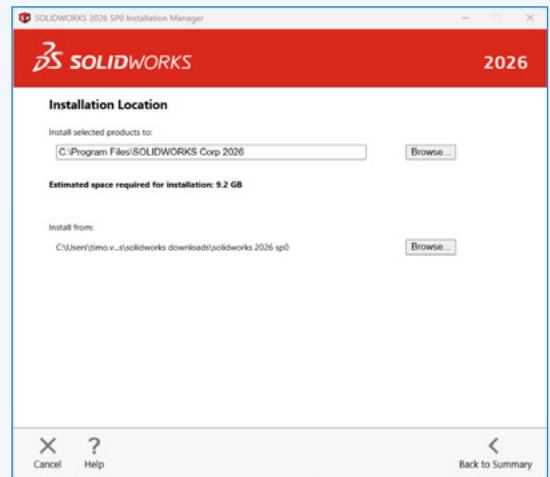 SOLIDWORKS 2026 SP0 Installation Manager
SOLIDWORKS 2026
Installation Location
Install selected products to:
C:\Program Files\SOLIDWORKS Corp 2026 Browse...
Estimated space required for installation: 9.2 GB
Install from:
C:\Users\timo.v...s\solidworks downloads\solidworks 2026 sp0 Browse...
Cancel Help Back to Summary